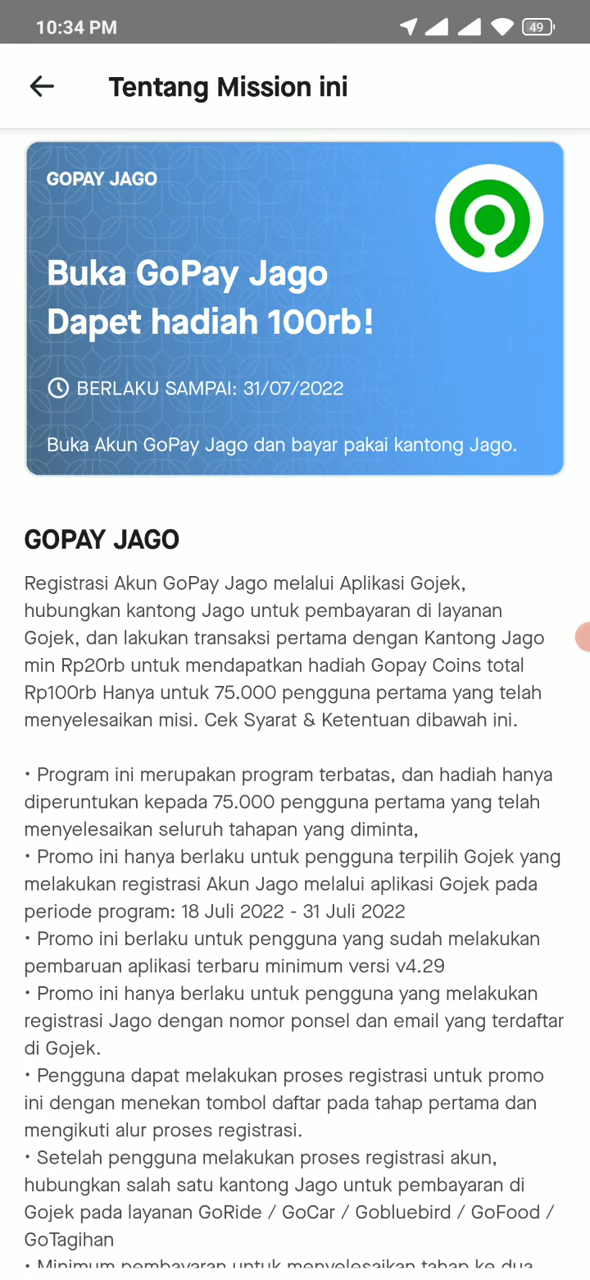 10:34 PM
49
Tentang Mission ini
GOPAY JAGO
Buka GoPay Jago
Dapet hadiah 100rb!
BERLAKU SAMPAI: 31/07/2022
Buka Akun GoPay Jago dan bayar pakai kantong Jago.
GOPAY JAGO
Registrasi Akun GoPay Jago melalui Aplikasi Gojek,
hubungkan kantong Jago untuk pembayaran di layanan
Gojek, dan lakukan transaksi pertama dengan Kantong Jago
min Rp20rb untuk mendapatkan hadiah Gopay Coins total
Rp100rb Hanya untuk 75.000 pengguna pertama yang telah
menyelesaikan misi. Cek Syarat & Ketentuan dibawah ini.
• Program ini merupakan program terbatas, dan hadiah hanya
diperuntukan kepada 75.000 pengguna pertama yang telah
menyelesaikan seluruh tahapan yang diminta,
• Promo ini hanya berlaku untuk pengguna terpilih Gojek yang
melakukan registrasi Akun Jago melalui aplikasi Gojek pada
periode program: 18 Juli 2022 - 31 Juli 2022
• Promo ini berlaku untuk pengguna yang sudah melakukan
pembaruan aplikasi terbaru minimum versi v4.29
• Promo ini hanya berlaku untuk pengguna yang melakukan
registrasi Jago dengan nomor ponsel dan email yang terdaftar
di Gojek.
• Pengguna dapat melakukan proses registrasi untuk promo
ini dengan menekan tombol daftar pada tahap pertama dan
mengikuti alur proses registrasi.
• Setelah pengguna melakukan proses registrasi akun,
hubungkan salah satu kantong Jago untuk pembayaran di
Gojek pada layanan GoRide / GoCar / Gobluebird / GoFood /
GoTagihan
• Minimum pembayaran untuk menyelesaikan tahap ke dua